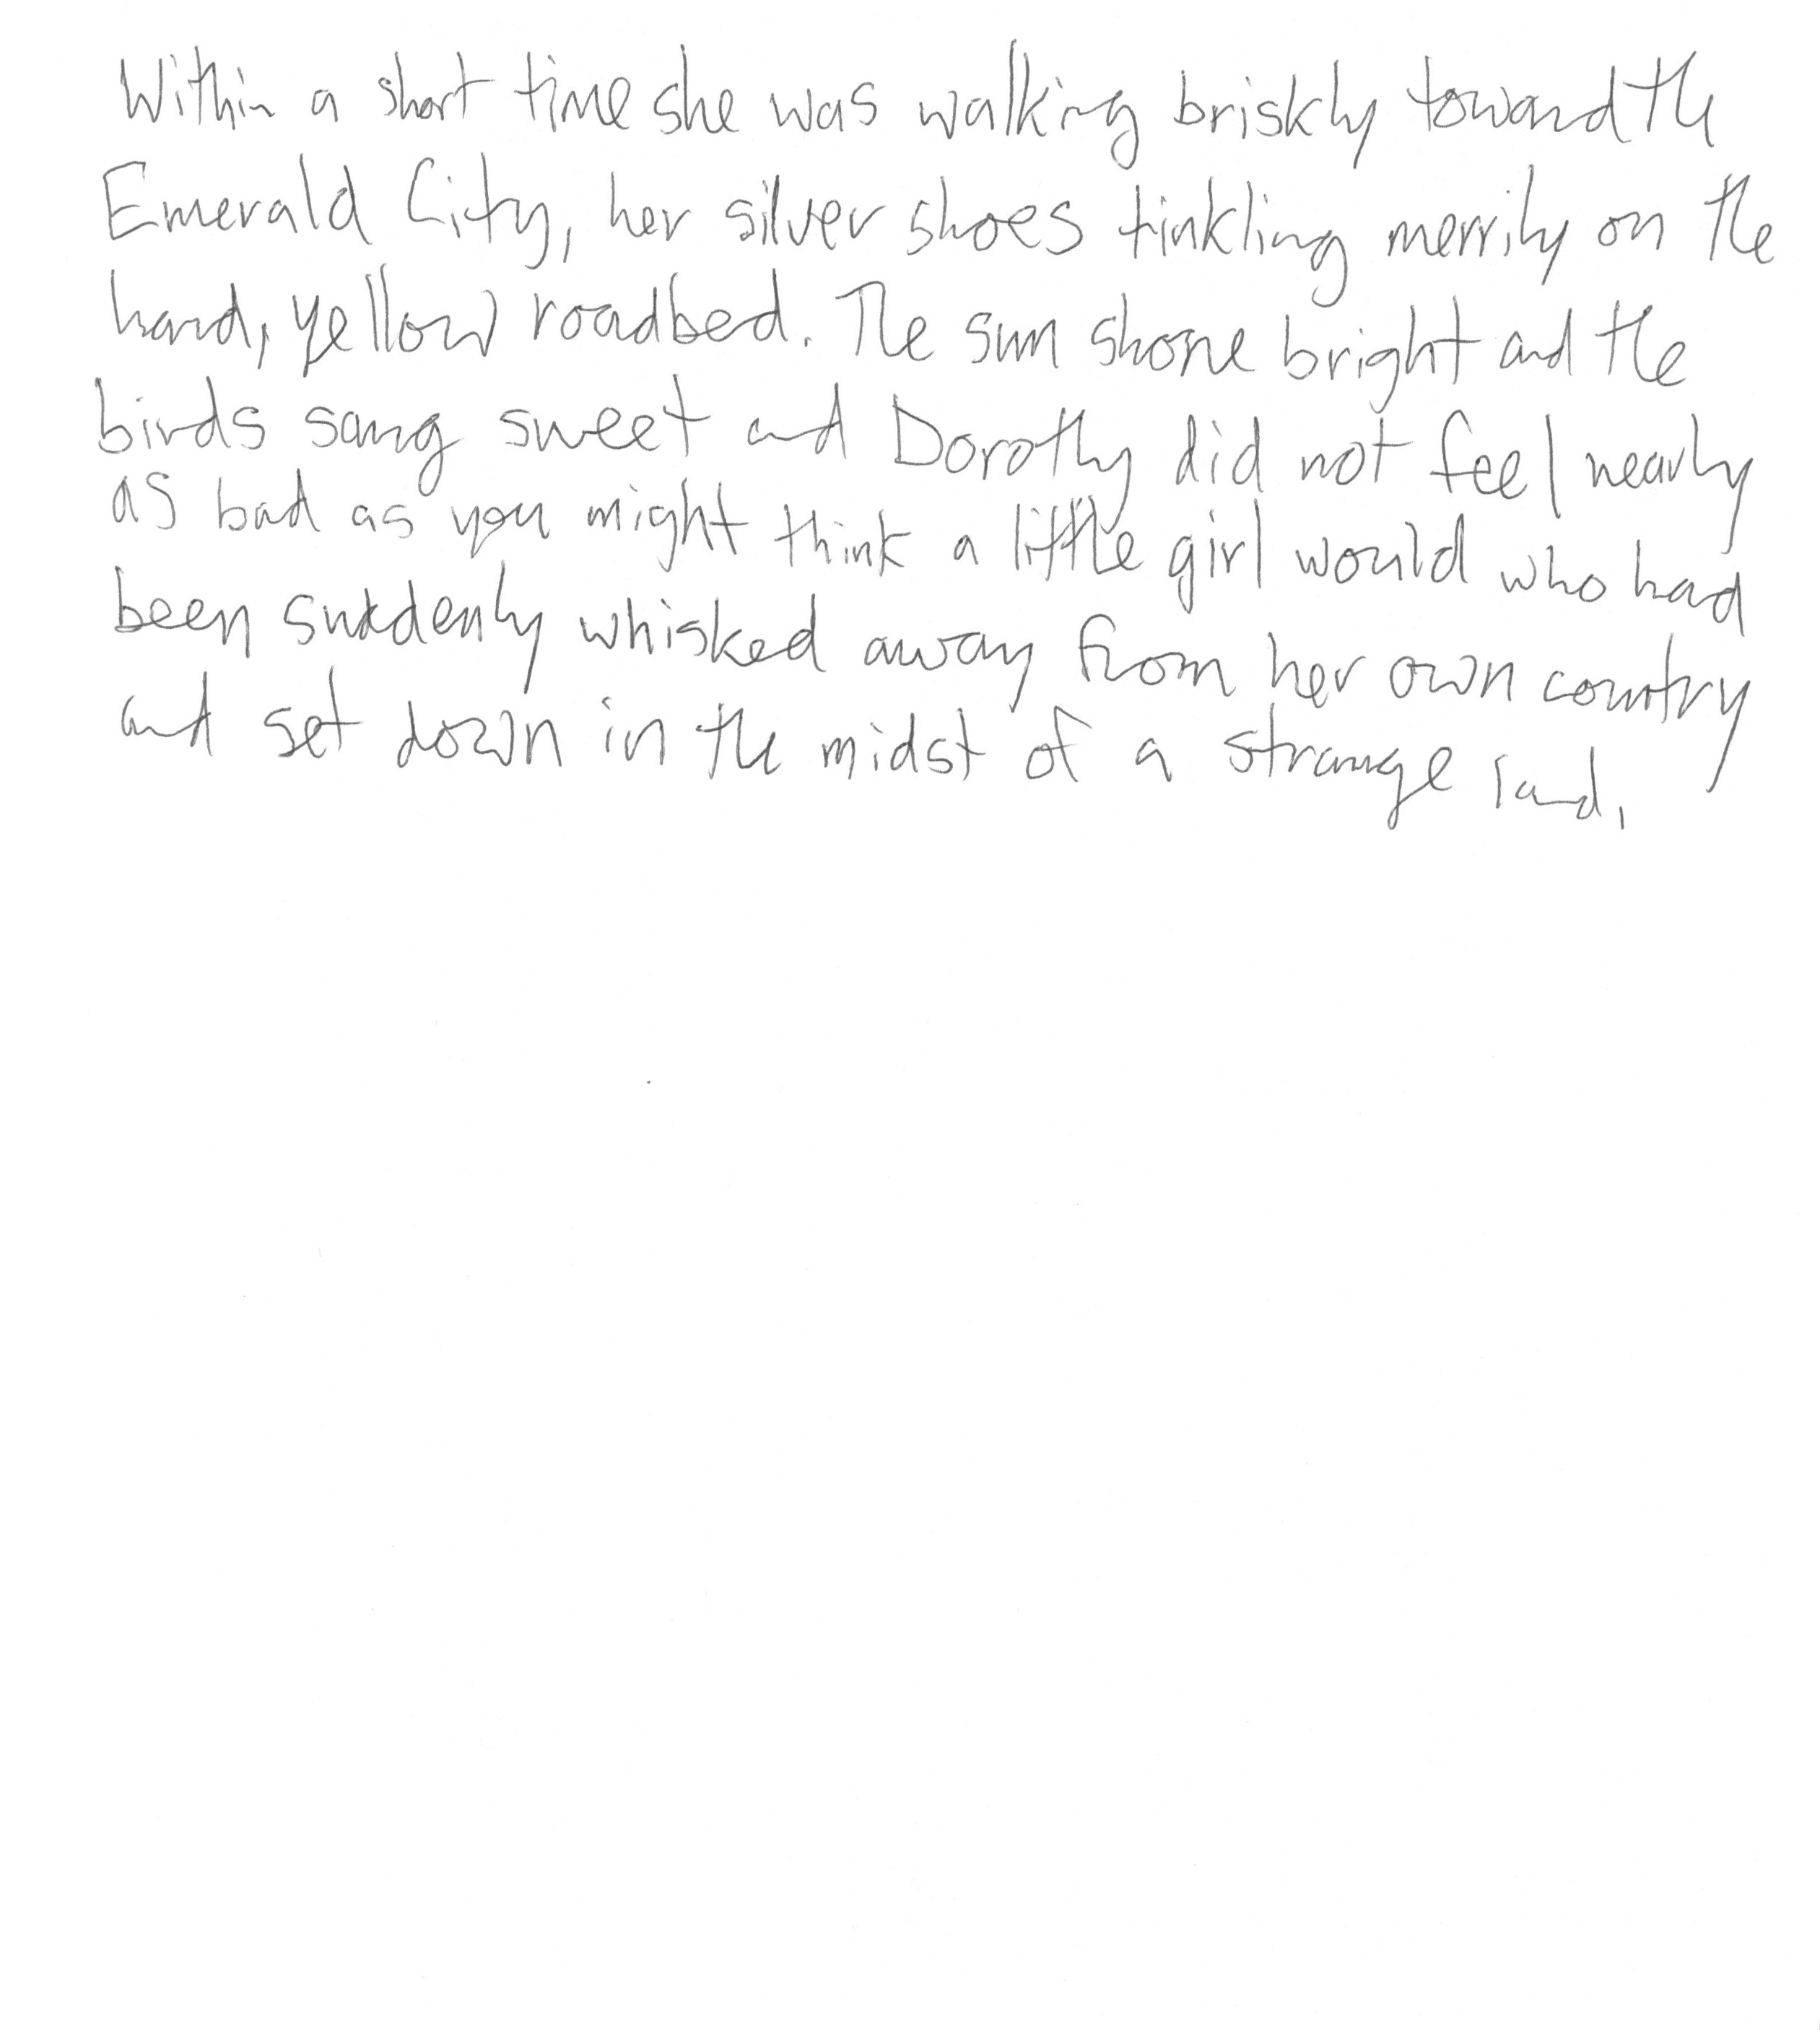 Within a short time she was walking briskly toward the
Emerald City, her silver shoes tinkling merrily on the
hard, yellow roadbed. The sun shone bright and the
birds sang sweet and Dorothy did not feel nearly
as bad as you might think a little girl would who had
been suddenly whisked away from her own country
and set down in the midst of a strange land.